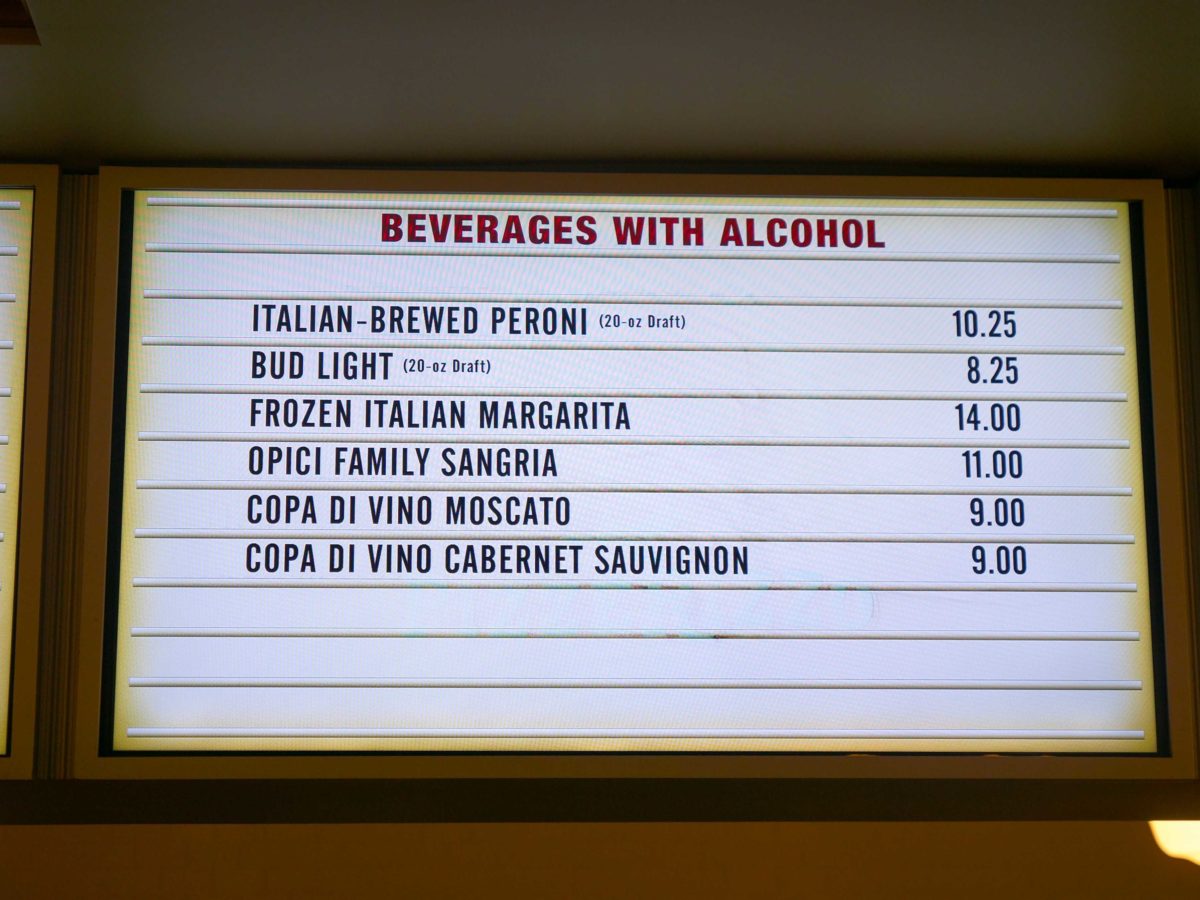 BEVERAGES WITH ALCOHOL
ITALIAN-BREWED PERONI (20-oz Draft) 10.25
BUD LIGHT (20-oz Draft) 8.25
FROZEN ITALIAN MARGARITA 14.00
OPICI FAMILY SANGRIA 11.00
COPA DI VINO MOSCATO 9.00
COPA DI VINO CABERNET SAUVIGNON 9.00